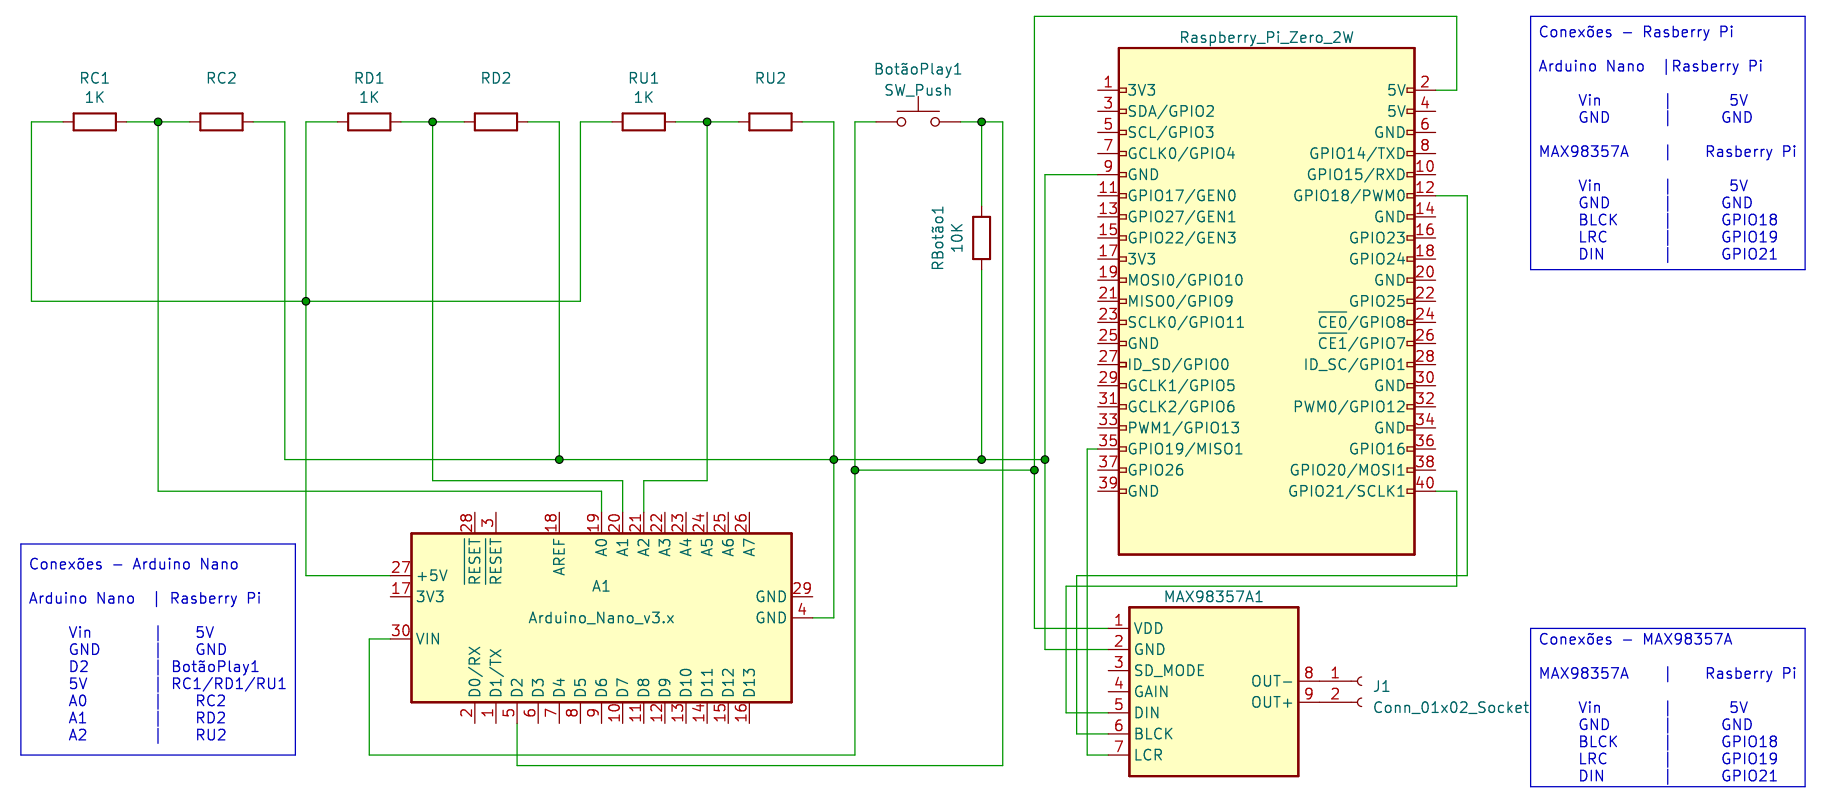 RC1
1K
RC2
RD1
1K
RD2
RU1
1K
RU2
BotãoPlay1
SW_Push
RBotão1
10K
Raspberry_Pi_Zero_2W
1 3V3
3 SDA/GPIO2
5 SCL/GPIO3
7 GCLK0/GPIO4
9 GND
11 GPIO17/GEN0
13 GPIO27/GEN1
15 GPIO22/GEN3
17 3V3
19 MOSI0/GPIO10
21 MISO0/GPIO9
23 SCLK0/GPIO11
25 GND
27 ID_SD/GPIO0
29 GCLK1/GPIO5
31 GCLK2/GPIO6
33 PWM1/GPIO13
35 GPIO19/MISO1
37 GPIO26
39 GND
5V 2
5V 4
GND 6
GPIO14/TXD 8
GPIO15/RXD 10
GPIO18/PWM0 12
GND 14
GPIO23 16
GPIO24 18
GND 20
GPIO25 22
CE0/GPIO8 24
CE1/GPIO7 26
ID_SC/GPIO1 28
GND 30
PWM0/GPIO12 32
GND 34
GPIO16 36
GPIO20/MOSI1 38
GPIO21/SCLK1 40
Conexões - Rasberry Pi
Arduino Nano |Rasberry Pi
Vin | 5V
GND | GND
MAX98357A | Rasberry Pi
Vin | 5V
GND | GND
BLCK | GPIO18
LRC | GPIO19
DIN | GPIO21
Conexões - Arduino Nano
Arduino Nano | Rasberry Pi
Vin | 5V
GND | GND
D2 | BotãoPlay1
5V | RC1/RD1/RU1
A0 | RC2
A1 | RD2
A2 | RU2
28 RESET
3 RESET
18 AREF
19 A0
20 A1
21 A2
22 A3
23 A4
24 A5
25 A6
26 A7
27 +5V
17 3V3
30 VIN
A1
Arduino_Nano_v3.x
GND 29
GND 4
2 D0/RX
1 D1/TX
5 D2
6 D3
7 D4
8 D5
9 D6
10 D7
11 D8
12 D9
13 D10
14 D11
15 D12
16 D13
MAX98357A1
1 VDD
2 GND
3 SD_MODE
4 GAIN
5 DIN
6 BLCK
7 LCR
OUT- 8 1
OUT+ 9 2
J1
Conn_01x02_Socket
Conexões - MAX98357A
MAX98357A | Rasberry Pi
Vin | 5V
GND | GND
BLCK | GPIO18
LRC | GPIO19
DIN | GPIO21